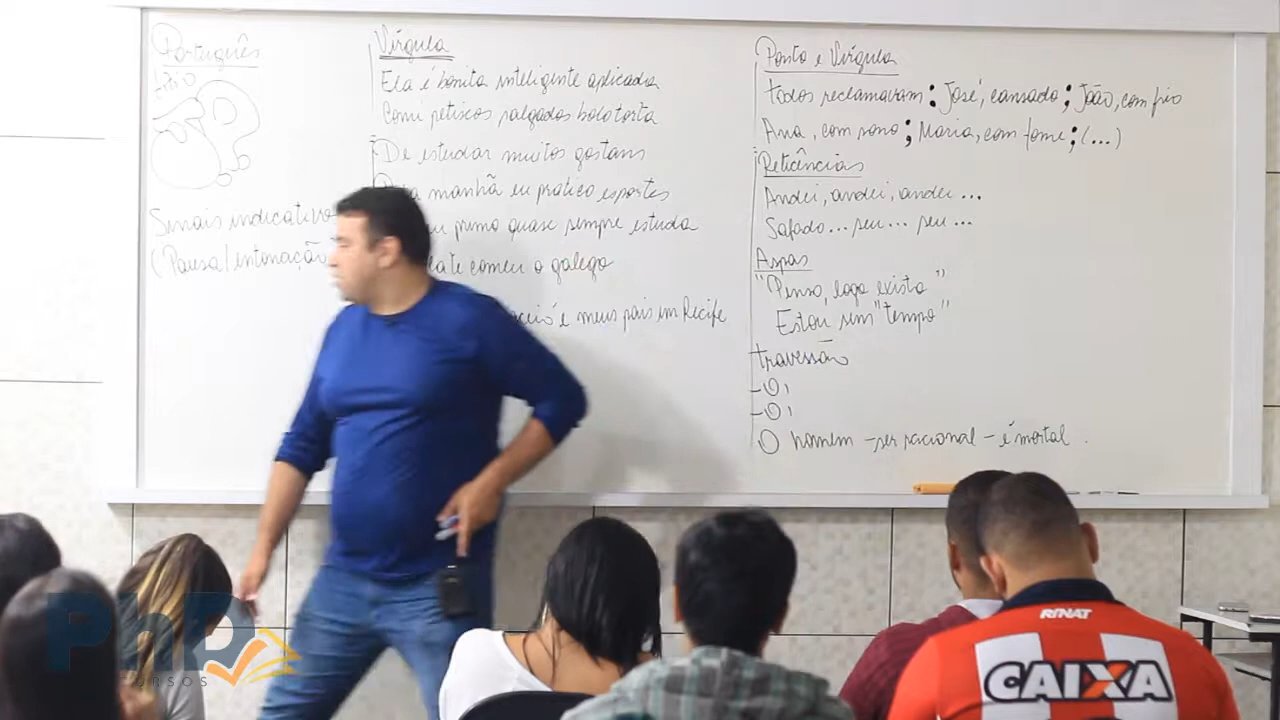 Português
Sinais indicativo
(Pausa/entonação
Vírgula
Ela é bonita inteligente aplicada
Comi petiscos salgados bolo torta
De estudar muitos gostam
manhã eu pratico esportes
primo quase sempre estuda
comeu o galego
é meus pais em Recife
Ponto e Vírgula
Todos reclamavam: José, cansado; João, com frio
Ana, com sono; Maria, com fome; (...)
Reticências
Andei, andei, andei...
Safado... seu... seu...
Aspas
"Penso, logo existo"
Estou sem "tempo"
Travessão
- O,
- O,
O homem - ser racional - é mortal.
PhD
CURSOS
RINAT
CAIXA